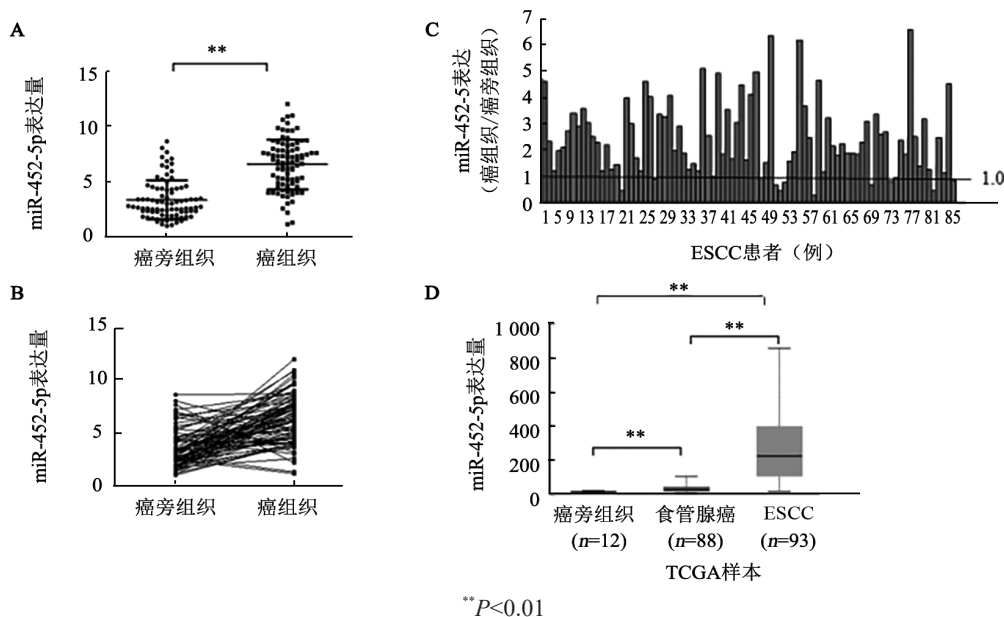 A
**
miR-452-5p表达量
15
10
5
0
癌旁组织
癌组织
B
miR-452-5p表达量
15
10
5
0
癌旁组织
癌组织
C
miR-452-5表达
（癌组织/癌旁组织）
7
6
5
4
3
2
1
0
1.0
1 5 9 13 17 21 25 29 33 37 41 45 49 53 57 61 65 69 73 77 81 85
ESCC患者（例）
D
**
**
**
miR-452-5p表达量
1 000
800
600
400
200
0
癌旁组织
(n=12)
食管腺癌
(n=88)
ESCC
(n=93)
TCGA样本
**P<0.01